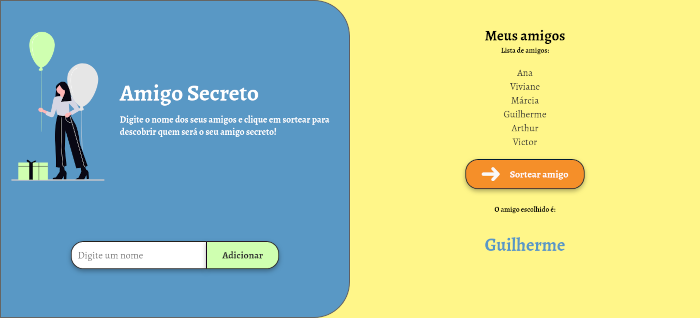 Amigo Secreto
Digite o nome dos seus amigos e clique em sortear para
descobrir quem será o seu amigo secreto!
Digite um nome
Adicionar
Meus amigos
Lista de amigos:
Ana
Viviane
Márcia
Guilherme
Arthur
Victor
Sortear amigo
O amigo escolhido é:
Guilherme